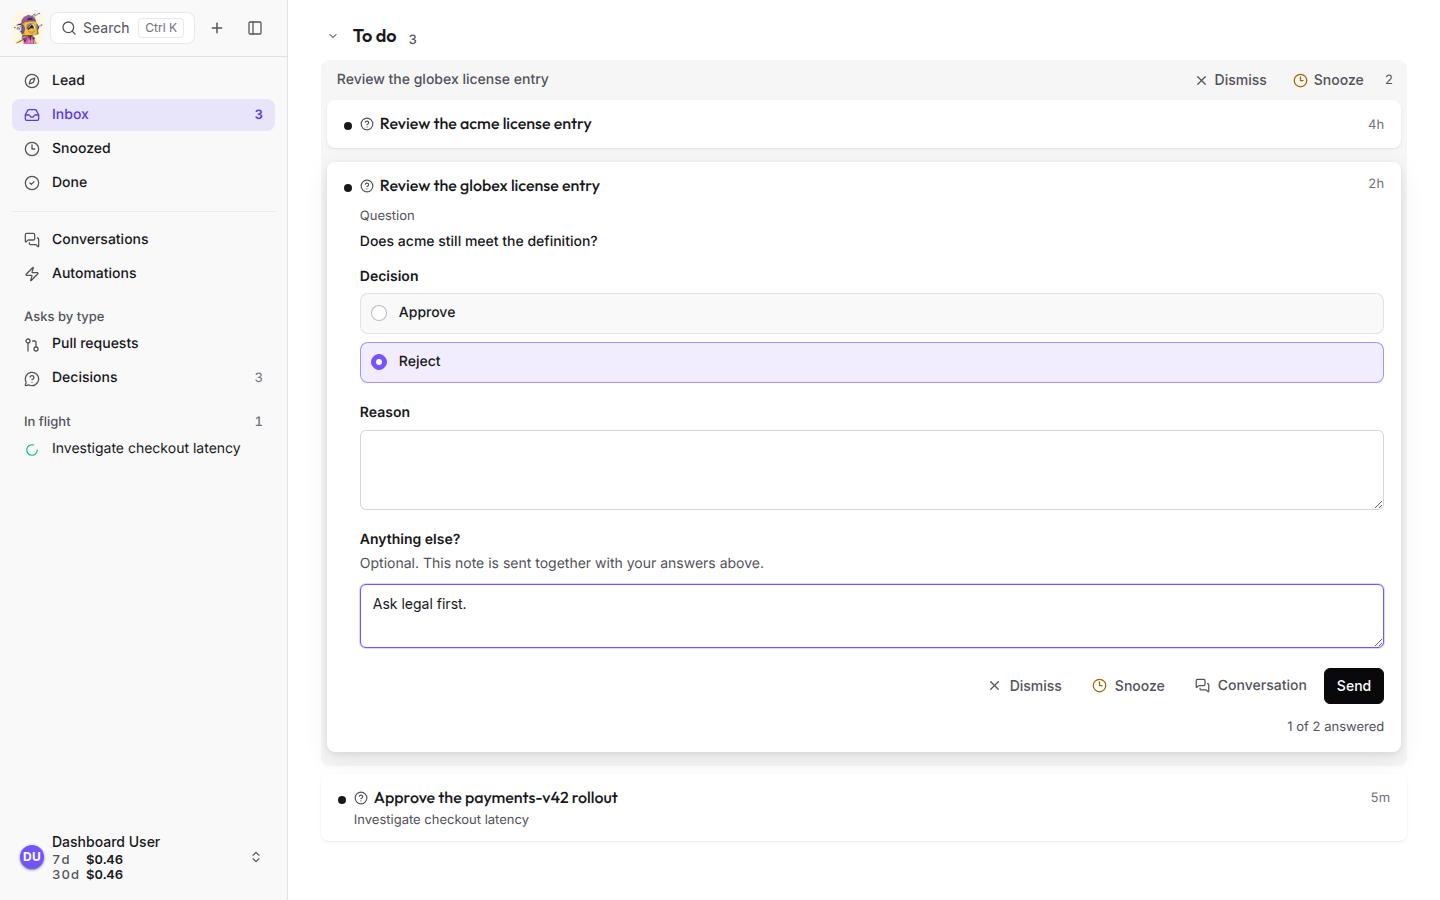 Search Ctrl K
Lead
Inbox 3
Snoozed
Done
Conversations
Automations
Asks by type
Pull requests
Decisions 3
In flight 1
Investigate checkout latency
DU Dashboard User
7d $0.46
30d $0.46
To do 3
Review the globex license entry Dismiss Snooze 2
Review the acme license entry 4h
Review the globex license entry 2h
Question
Does acme still meet the definition?
Decision
Approve
Reject
Reason
Anything else?
Optional. This note is sent together with your answers above.
Ask legal first.
Dismiss Snooze Conversation Send
1 of 2 answered
Approve the payments-v42 rollout 5m
Investigate checkout latency